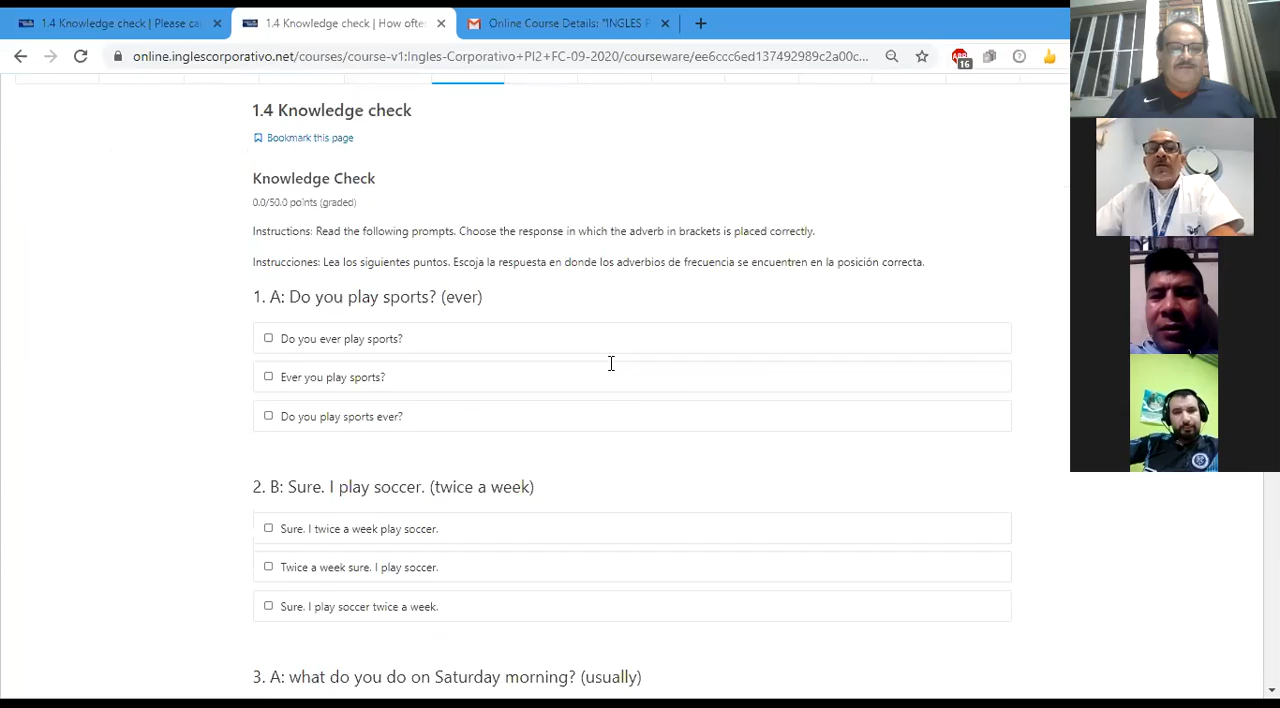 1.4 Knowledge check | Please ca
1.4 Knowledge check | How ofte
Online Course Details: "INGLES P
online.inglescorporativo.net/courses/course-v1:Ingles-Corporativo+PI2+FC-09-2020/courseware/ee6ccc6ed137492989c2a00c...
16
1.4 Knowledge check
Bookmark this page
Knowledge Check
0.0/50.0 points (graded)
Instructions: Read the following prompts. Choose the response in which the adverb in brackets is placed correctly.
Instrucciones: Lea los siguientes puntos. Escoja la respuesta en donde los adverbios de frecuencia se encuentren en la posición correcta.
1. A: Do you play sports? (ever)
Do you ever play sports?
Ever you play sports?
Do you play sports ever?
2. B: Sure. I play soccer. (twice a week)
Sure. I twice a week play soccer.
Twice a week sure. I play soccer.
Sure. I play soccer twice a week.
3. A: what do you do on Saturday morning? (usually)